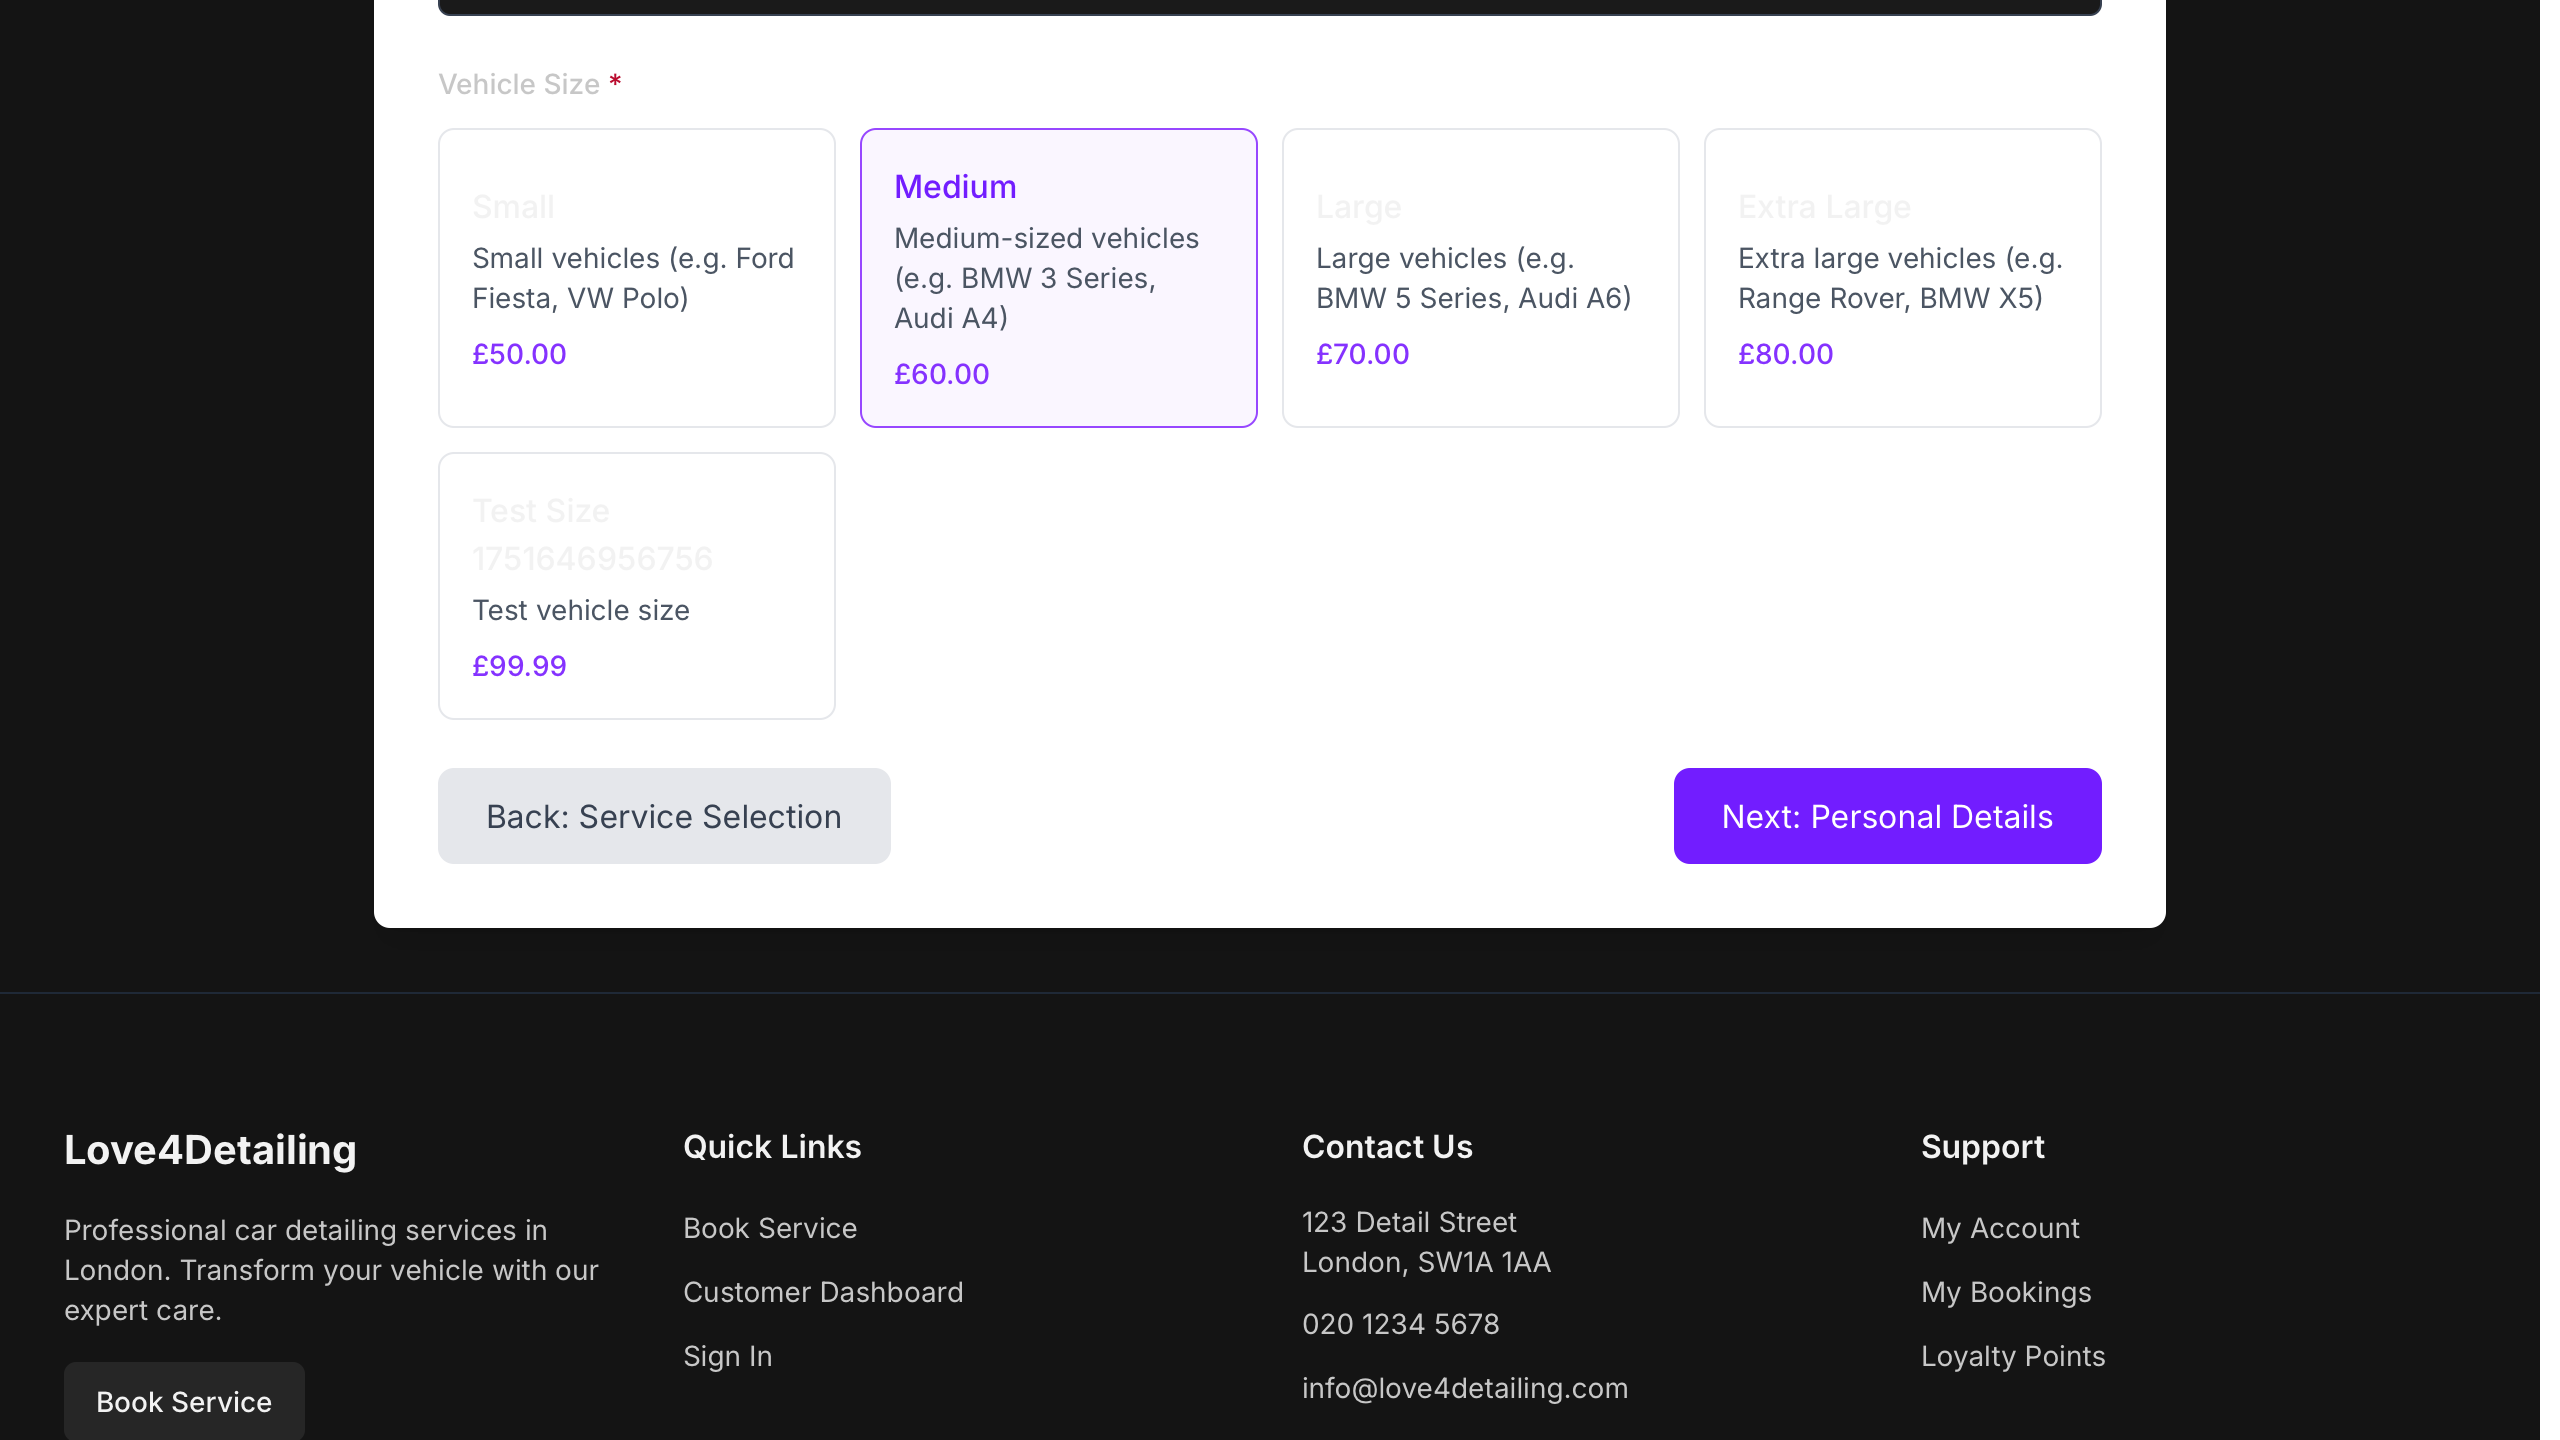 Vehicle Size *
Small
Small vehicles (e.g. Ford
Fiesta, VW Polo)
£50.00
Medium
Medium-sized vehicles
(e.g. BMW 3 Series,
Audi A4)
£60.00
Large
Large vehicles (e.g.
BMW 5 Series, Audi A6)
£70.00
Extra Large
Extra large vehicles (e.g.
Range Rover, BMW X5)
£80.00
Test Size
1751646956756
Test vehicle size
£99.99
Back: Service Selection
Next: Personal Details
Love4Detailing
Professional car detailing services in
London. Transform your vehicle with our
expert care.
Book Service
Quick Links
Book Service
Customer Dashboard
Sign In
Contact Us
123 Detail Street
London, SW1A 1AA
020 1234 5678
info@love4detailing.com
Support
My Account
My Bookings
Loyalty Points